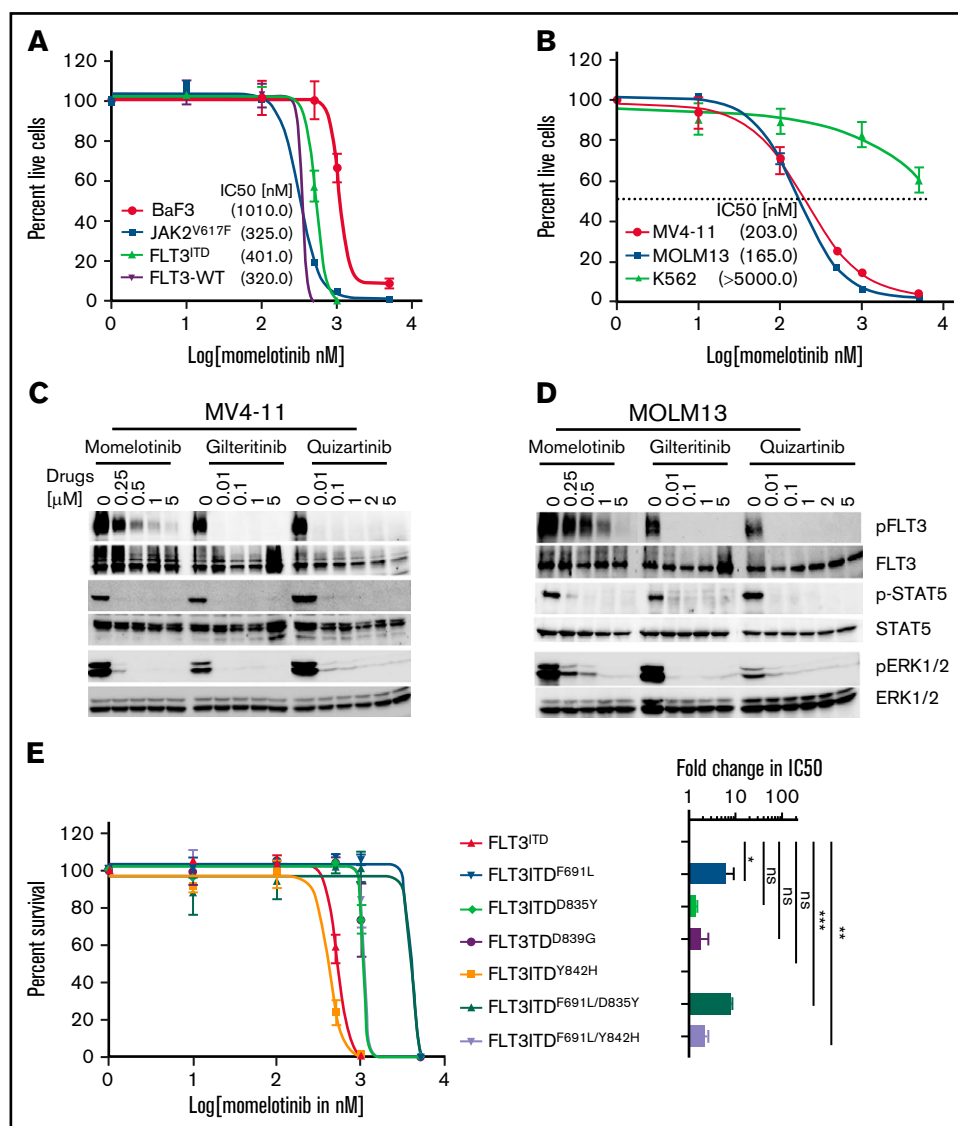 A
120
100
80
60
40
20
0
Percent live cells
IC50 [nM]
BaF3 (1010.0)
JAK2V617F (325.0)
FLT3ITD (401.0)
FLT3-WT (320.0)
0 1 2 3 4
Log[momelotinib nM]
B
120
100
80
60
40
20
0
Percent live cells
IC50 [nM]
MV4-11 (203.0)
MOLM13 (165.0)
K562 (>5000.0)
0 1 2 3 4
Log[momelotinib nM]
C
MV4-11
Momelotinib Gilteritinib Quizartinib
Drugs
[μM]
0 0.25 0.5 1 5 0 0.01 0.1 1 5 0 0.01 0.1 1 2 5
D
MOLM13
Momelotinib Gilteritinib Quizartinib
0 0.25 0.5 1 5 0 0.01 0.1 1 5 0 0.01 0.1 1 2 5
pFLT3
FLT3
p-STAT5
STAT5
pERK1/2
ERK1/2
E
120
100
80
60
40
20
0
Percent survival
0 1 2 3 4
Log[momelotinib in nM]
FLT3ITD
FLT3ITDF691L
FLT3ITDD835Y
FLT3TDD839G
FLT3ITDY842H
FLT3ITDF691L/D835Y
FLT3ITDF691L/Y842H
Fold change in IC50
1 10 100
*
ns
ns
ns
***
**